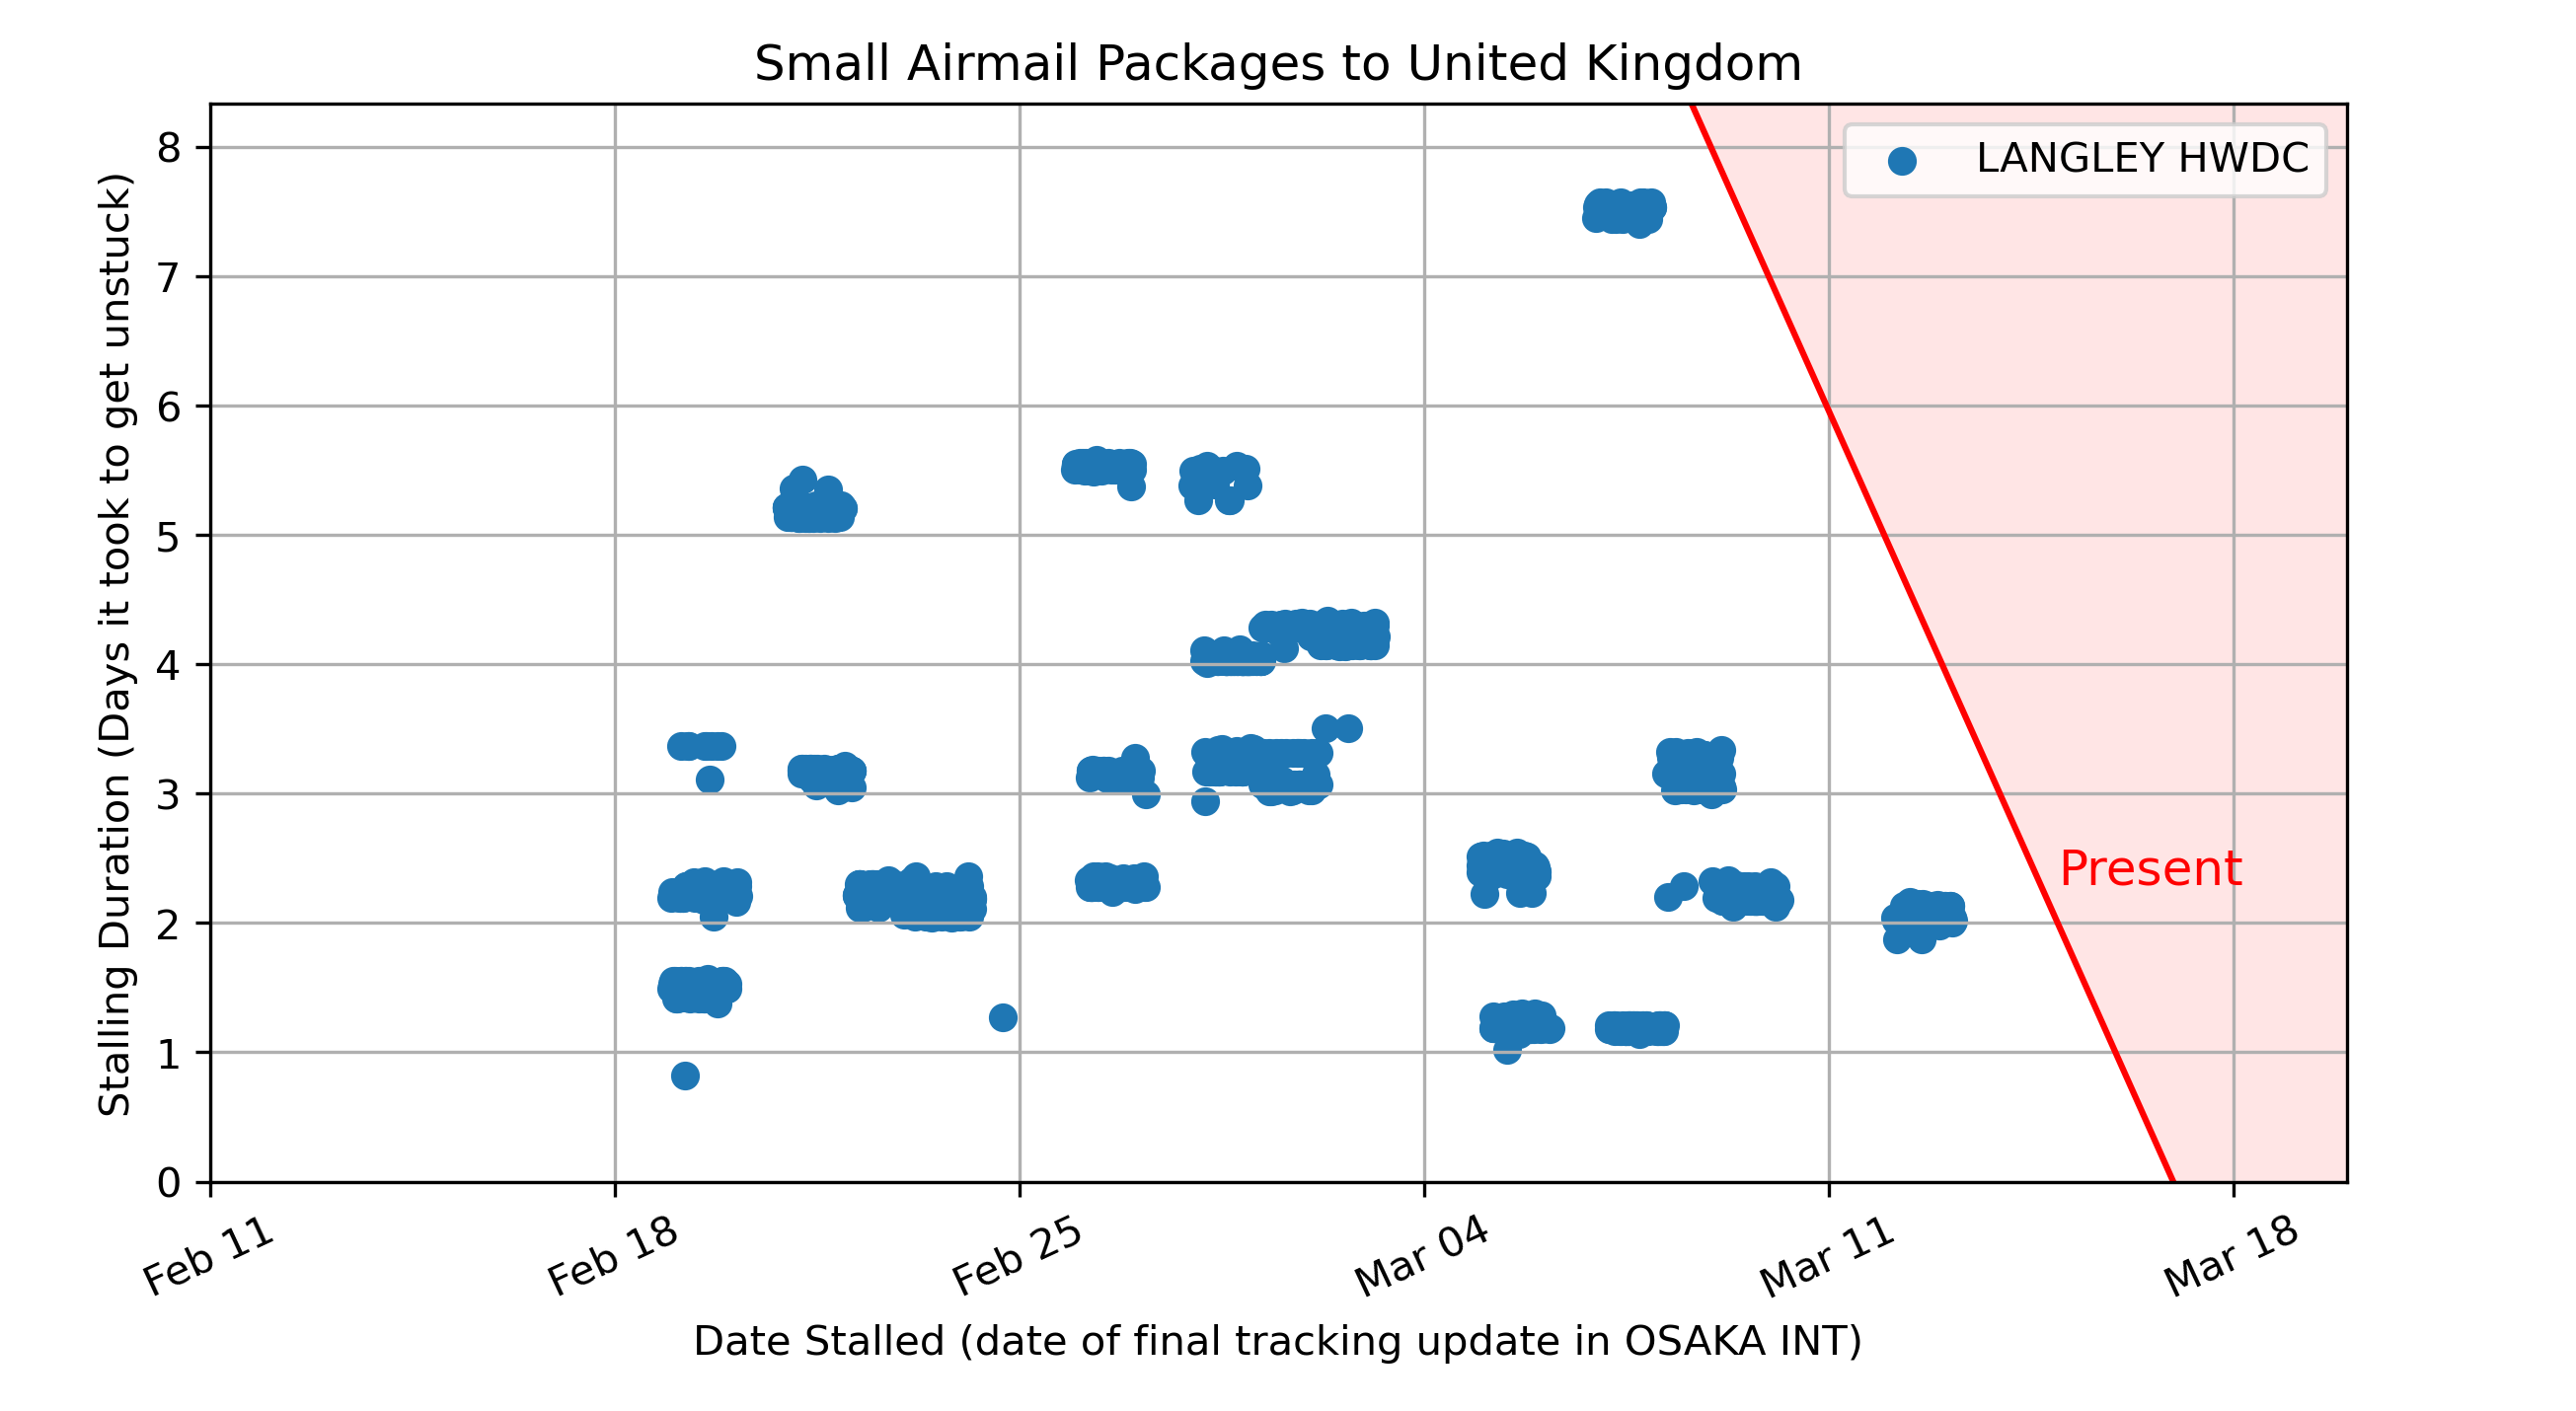 Small Airmail Packages to United Kingdom
LANGLEY HWDC
Stalling Duration (Days it took to get unstuck)
8
7
6
5
4
3
2
1
0
Present
Feb 11
Feb 18
Feb 25
Mar 04
Mar 11
Mar 18
Date Stalled (date of final tracking update in OSAKA INT)